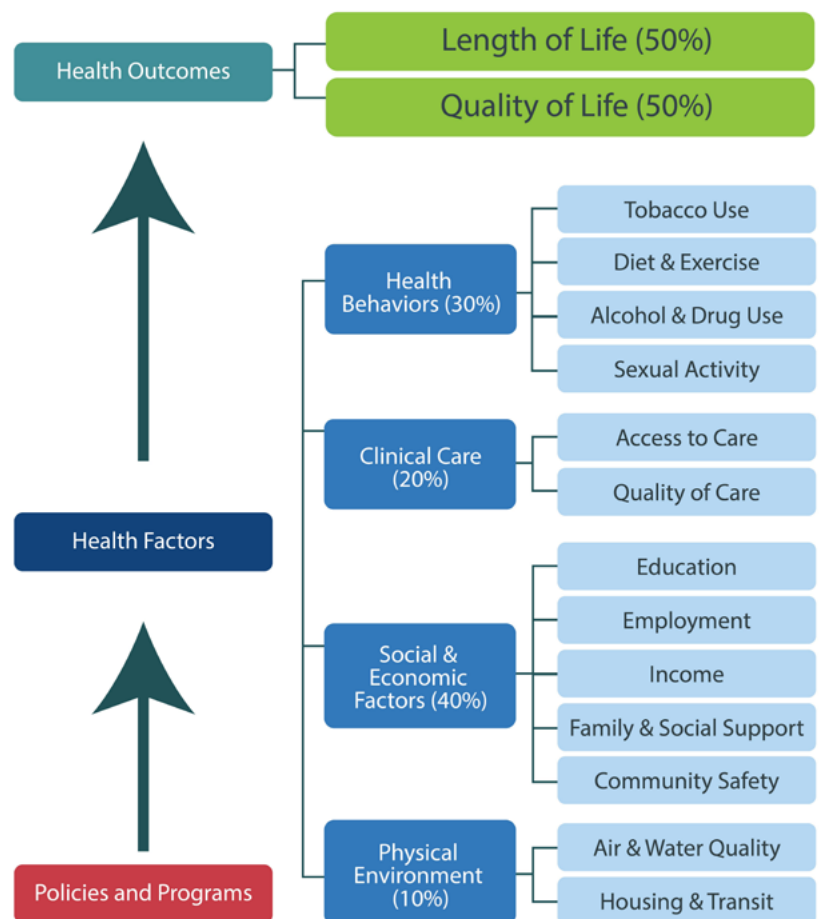 Health Outcomes
Length of Life (50%)
Quality of Life (50%)
Health Factors
Policies and Programs
Health
Behaviors (30%)
Tobacco Use
Diet & Exercise
Alcohol & Drug Use
Sexual Activity
Clinical Care
(20%)
Access to Care
Quality of Care
Social &
Economic
Factors (40%)
Education
Employment
Income
Family & Social Support
Community Safety
Physical
Environment
(10%)
Air & Water Quality
Housing & Transit